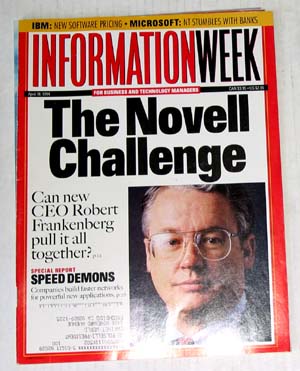 IBM: NEW SOFTWARE PRICING • MICROSOFT: NT STUMBLES WITH BANKS
INFORMATIONWEEK
FOR BUSINESS AND TECHNOLOGY MANAGERS
The Novell
Challenge
Can new
CEO Robert
Frankenberg
pull it all
together?
SPECIAL REPORT
SPEED DEMONS
Companies build faster networks
for powerful new applications,